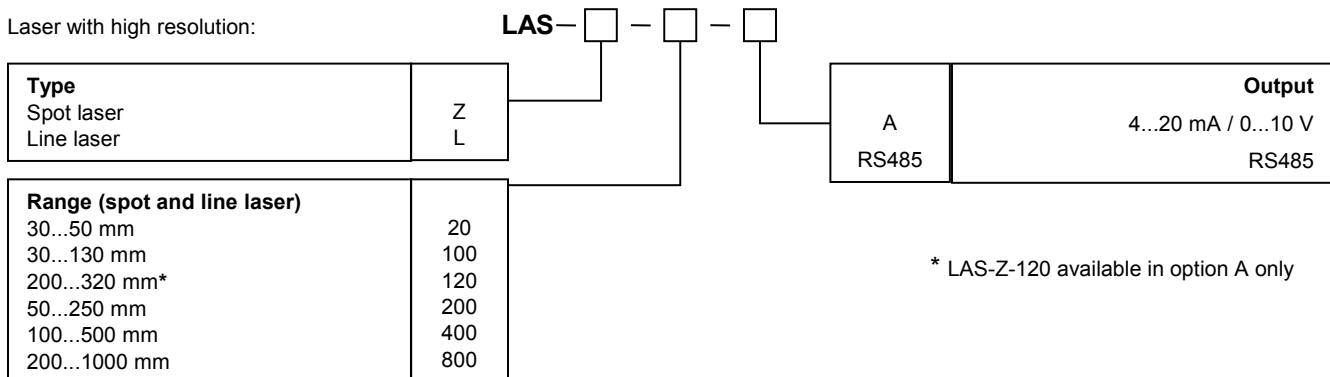 Laser with high resolution:
LAS – – –
Type
Spot laser Z
Line laser L
Range (spot and line laser)
30...50 mm 20
30...130 mm 100
200...320 mm* 120
50...250 mm 200
100...500 mm 400
200...1000 mm 800
Output
A 4...20 mA / 0...10 V
RS485 RS485
* LAS-Z-120 available in option A only